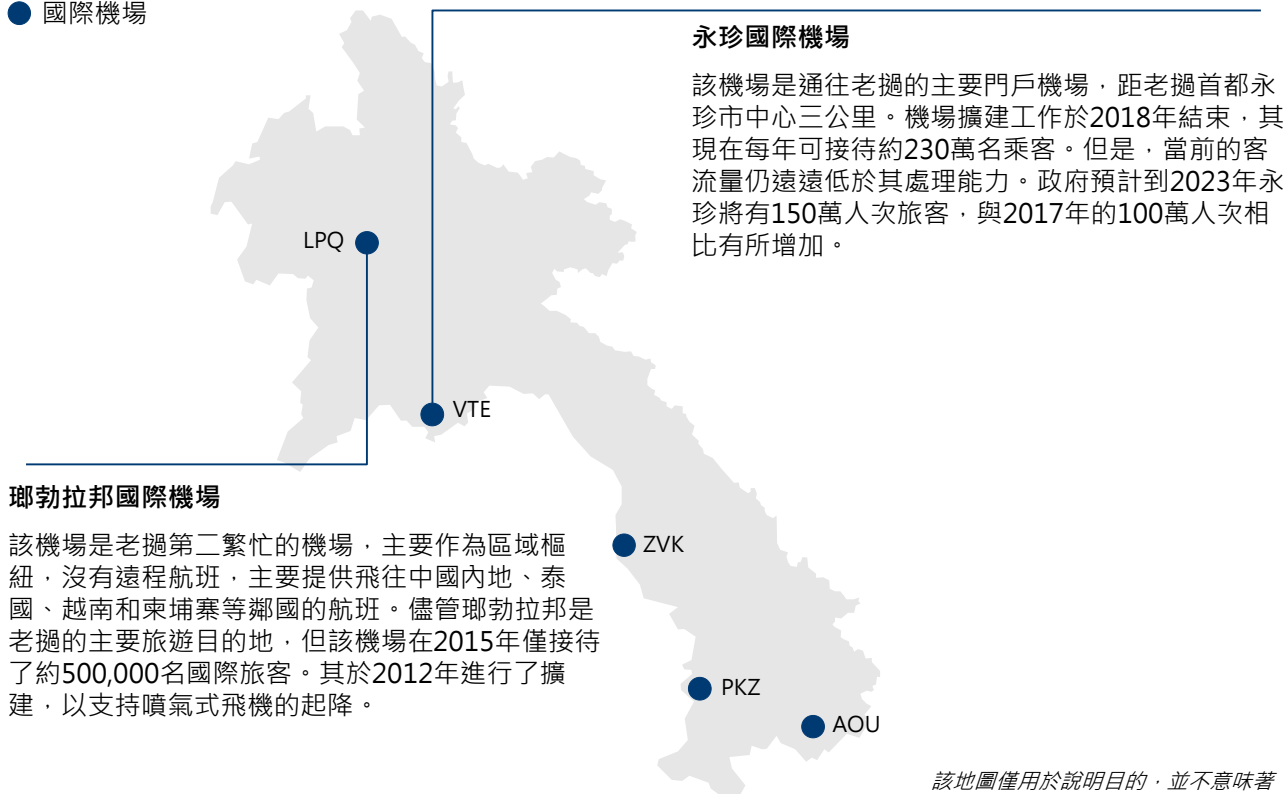 國際機場
永珍國際機場
該機場是通往老撾的主要門戶機場，距老撾首都永
珍市中心三公里。機場擴建工作於2018年結束，其
現在每年可接待約230萬名乘客。但是，當前的客
流量仍遠遠低於其處理能力。政府預計到2023年永
珍將有150萬人次旅客，與2017年的100萬人次相
比有所增加。
LPQ
VTE
瑯勃拉邦國際機場
該機場是老撾第二繁忙的機場，主要作為區域樞
紐，沒有遠程航班，主要提供飛往中國內地、泰
國、越南和柬埔寨等鄰國的航班。儘管瑯勃拉邦是
老撾的主要旅遊目的地，但該機場在2015年僅接待
了約500,000名國際旅客。其於2012年進行了擴
建，以支持噴氣式飛機的起降。
ZVK
PKZ
AOU
該地圖僅用於說明目的，並不意味著